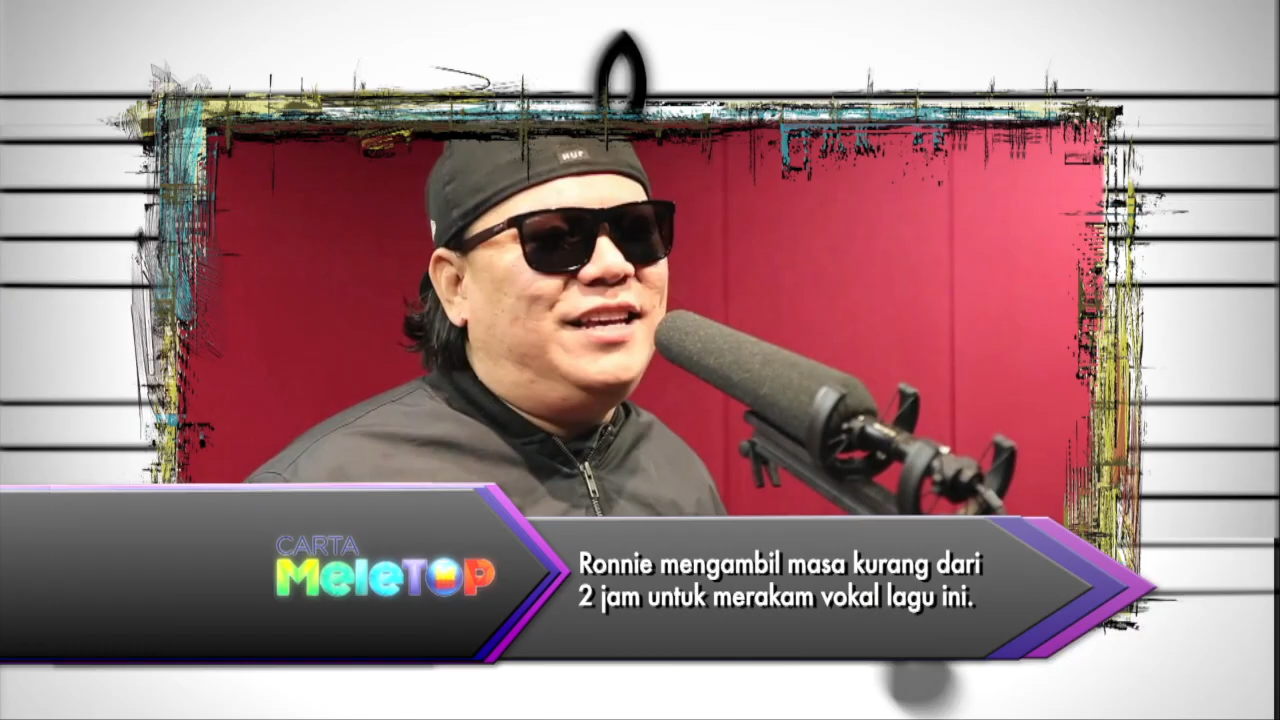 HUF
CARTA
MeleTOP
Ronnie mengambil masa kurang dari
2 jam untuk merakam vokal lagu ini.